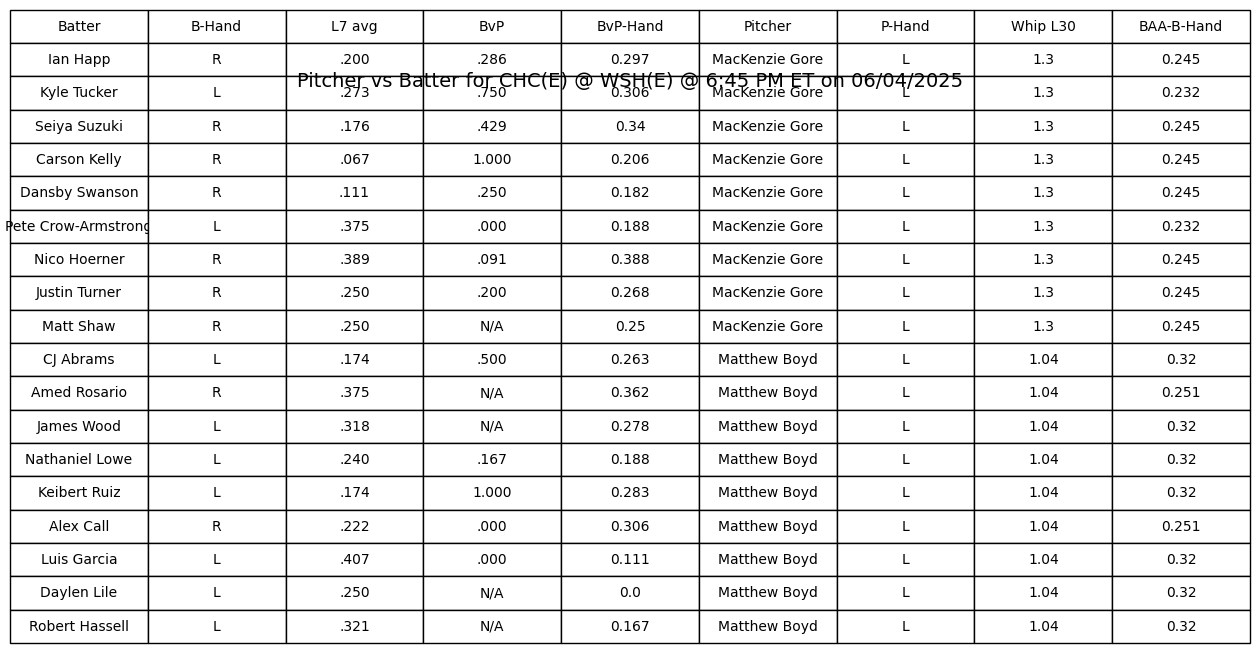 Batter B-Hand L7 avg BvP BvP-Hand Pitcher P-Hand Whip L30 BAA-B-Hand
Ian Happ R .200 .286 0.297 MacKenzie Gore L 1.3 0.245
Pitcher vs Batter for CHC(E) @ WSH(E) @ 6:45 PM ET on 06/04/2025
Kyle Tucker L .273 .750 0.306 MacKenzie Gore L 1.3 0.232
Seiya Suzuki R .176 .429 0.34 MacKenzie Gore L 1.3 0.245
Carson Kelly R .067 1.000 0.206 MacKenzie Gore L 1.3 0.245
Dansby Swanson R .111 .250 0.182 MacKenzie Gore L 1.3 0.245
Pete Crow-Armstrong L .375 .000 0.188 MacKenzie Gore L 1.3 0.232
Nico Hoerner R .389 .091 0.388 MacKenzie Gore L 1.3 0.245
Justin Turner R .250 .200 0.268 MacKenzie Gore L 1.3 0.245
Matt Shaw R .250 N/A 0.25 MacKenzie Gore L 1.3 0.245
CJ Abrams L .174 .500 0.263 Matthew Boyd L 1.04 0.32
Amed Rosario R .375 N/A 0.362 Matthew Boyd L 1.04 0.251
James Wood L .318 N/A 0.278 Matthew Boyd L 1.04 0.32
Nathaniel Lowe L .240 .167 0.188 Matthew Boyd L 1.04 0.32
Keibert Ruiz L .174 1.000 0.283 Matthew Boyd L 1.04 0.32
Alex Call R .222 .000 0.306 Matthew Boyd L 1.04 0.251
Luis Garcia L .407 .000 0.111 Matthew Boyd L 1.04 0.32
Daylen Lile L .250 N/A 0.0 Matthew Boyd L 1.04 0.32
Robert Hassell L .321 N/A 0.167 Matthew Boyd L 1.04 0.32